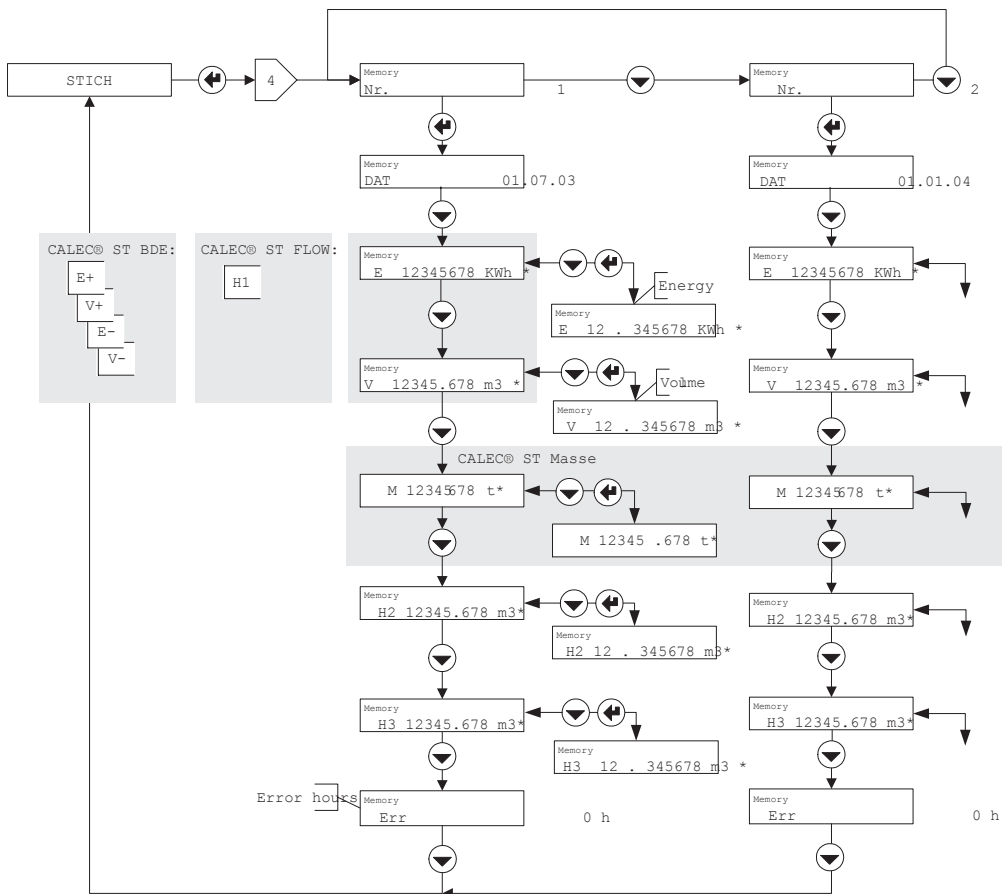 STICH
4
Memory
Nr. 1
Memory
Nr. 2
Memory
DAT 01.07.03
Memory
DAT 01.01.04
CALEC® ST BDE:
E+
V+
E-
V-
CALEC® ST FLOW:
H1
Memory
E 12345678 KWh *
Energy
Memory
E 12 . 345678 KWh *
Memory
E 12345678 KWh *
Memory
V 12345.678 m3 *
Volume
Memory
V 12 . 345678 m3 *
Memory
V 12345.678 m3 *
CALEC® ST Masse
M 12345678 t*
M 12345 .678 t*
M 12345678 t*
Memory
H2 12345.678 m3*
Memory
H2 12 . 345678 m3*
Memory
H2 12345.678 m3*
Memory
H3 12345.678 m3*
Memory
H3 12 . 345678 m3 *
Memory
H3 12345.678 m3*
Error hours
Memory
Err 0 h
Memory
Err 0 h